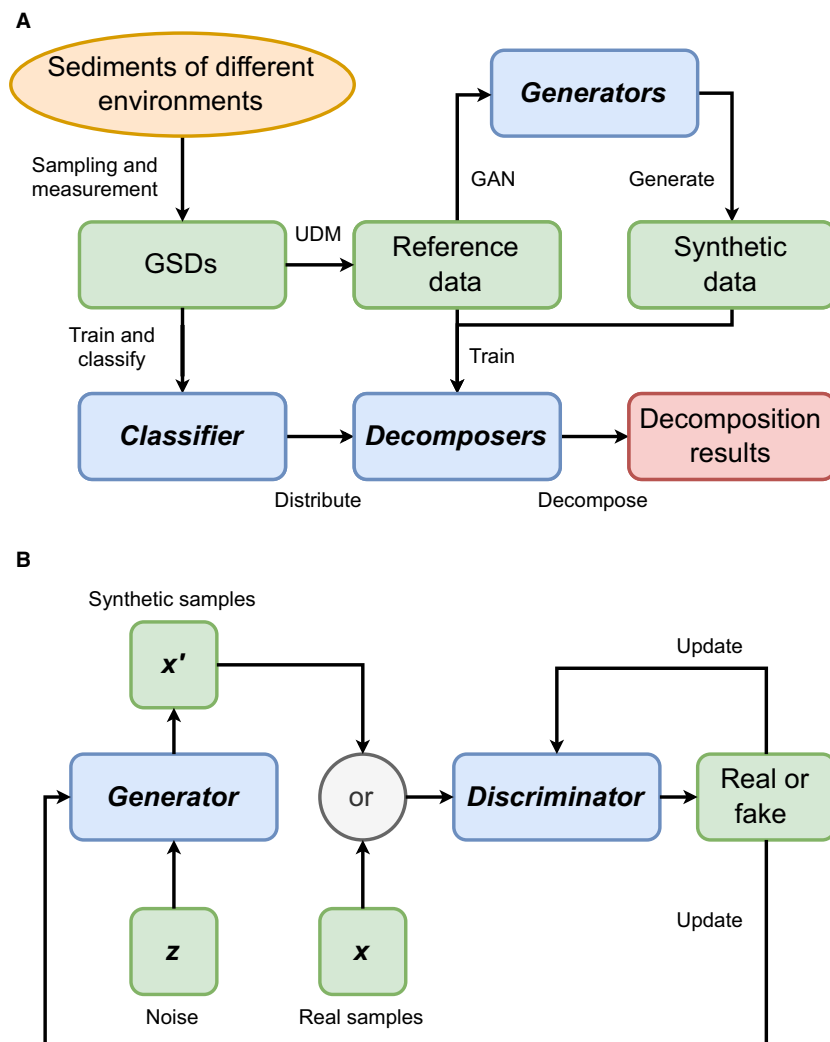 A
Sediments of different
environments
Generators
Sampling and
measurement
GAN
Generate
UDM
GSDs
Reference
data
Synthetic
data
Train and
classify
Train
Classifier
Decomposers
Decomposition
results
Distribute
Decompose
B
Synthetic samples
x'
Update
Generator
or
Discriminator
Real or
fake
z
x
Update
Noise
Real samples